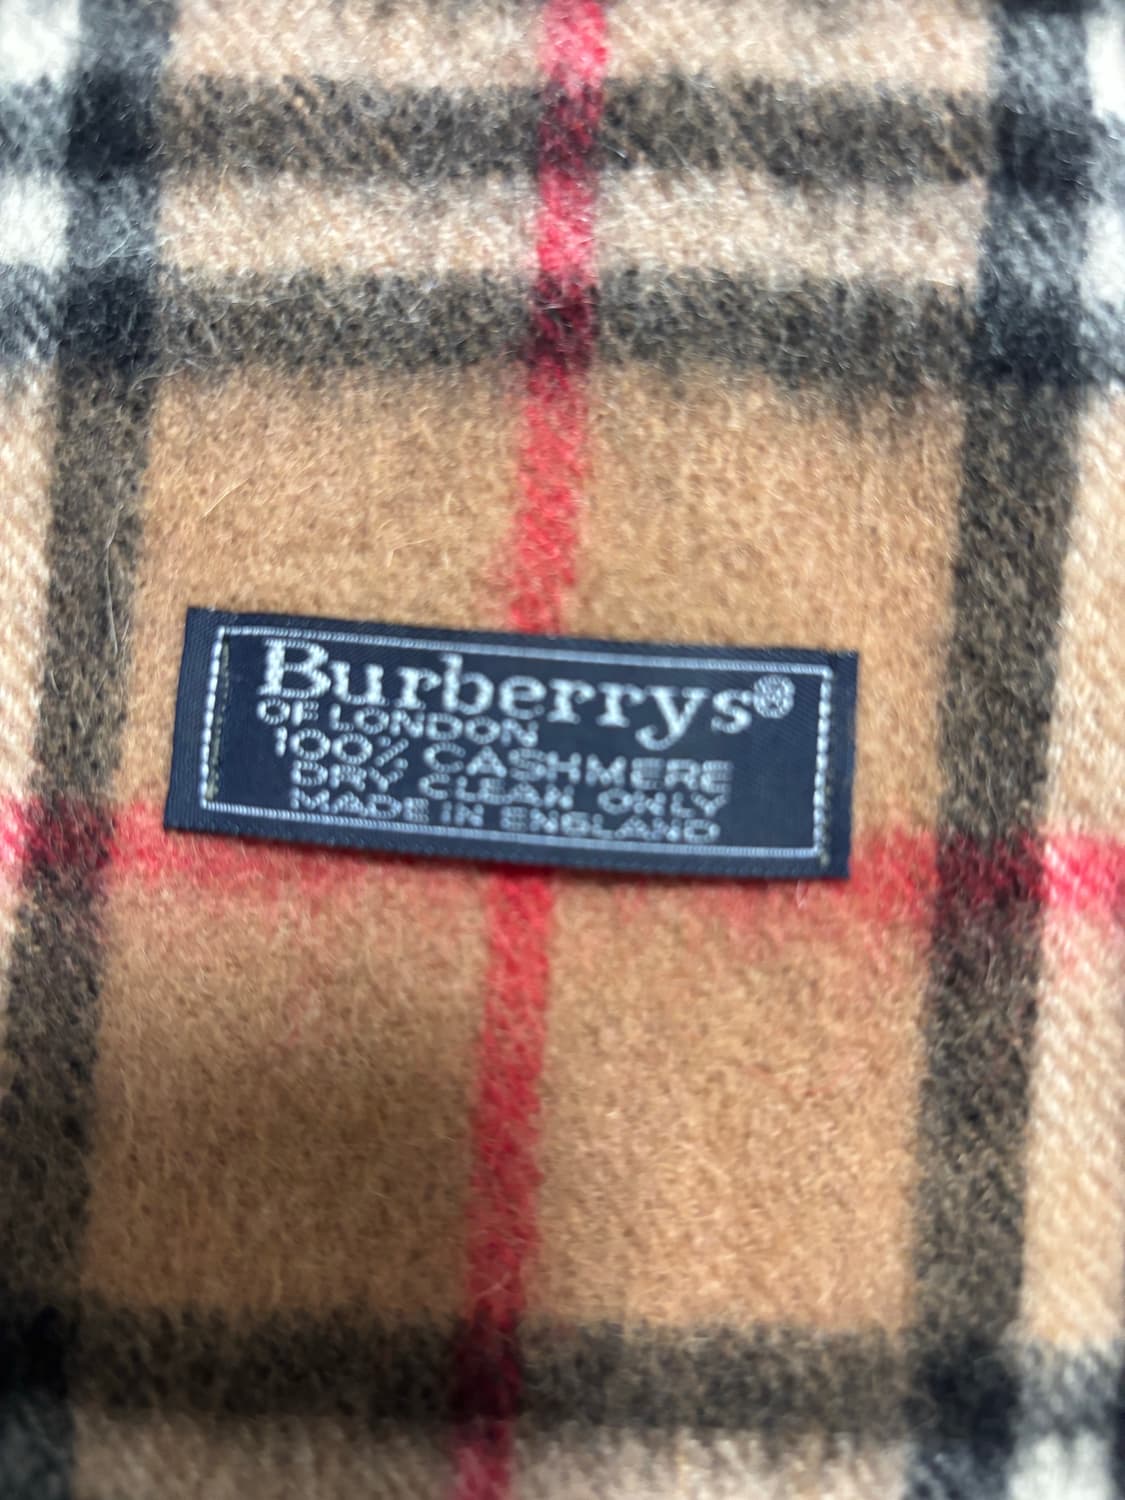 Burberrys®
OF LONDON
100% CASHMERE
DRY CLEAN ONLY
MADE IN ENGLAND